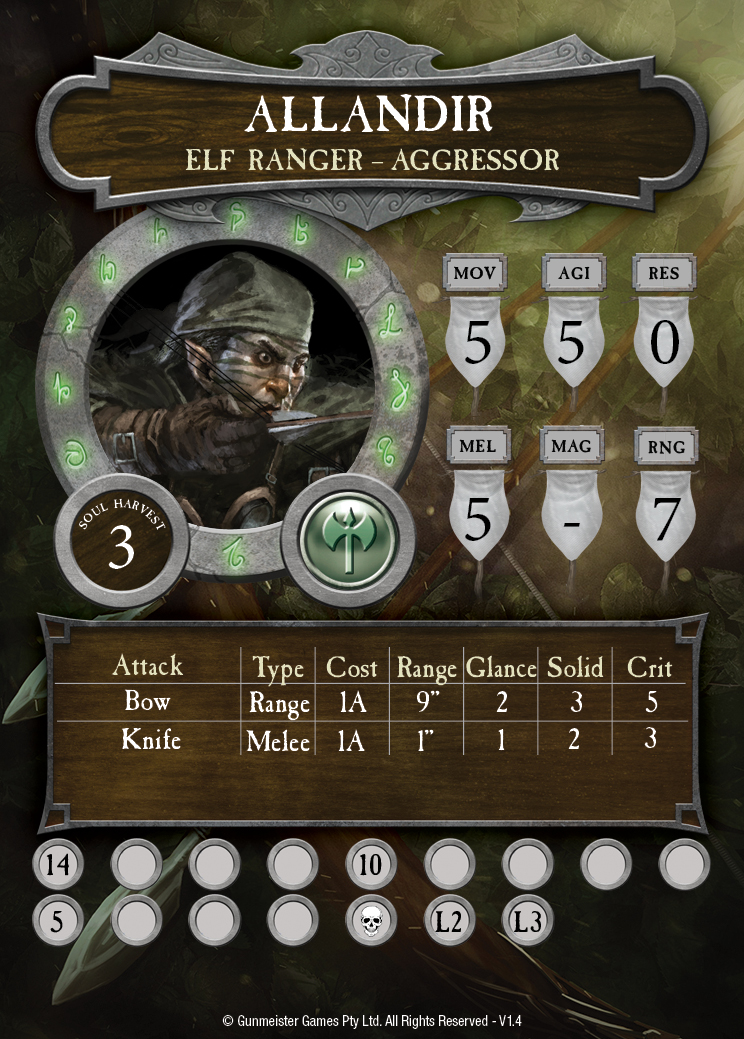 ALLANDIR
ELF RANGER – AGGRESSOR
MOV AGI RES
5 5 0
MEL MAG RNG
5 - 7
SOUL HARVEST
3
Attack Type Cost Range Glance Solid Crit
Bow Range 1A 9” 2 3 5
Knife Melee 1A 1” 1 2 3
14 10
5 L2 L3
© Gunmeister Games Pty Ltd. All Rights Reserved - V1.4